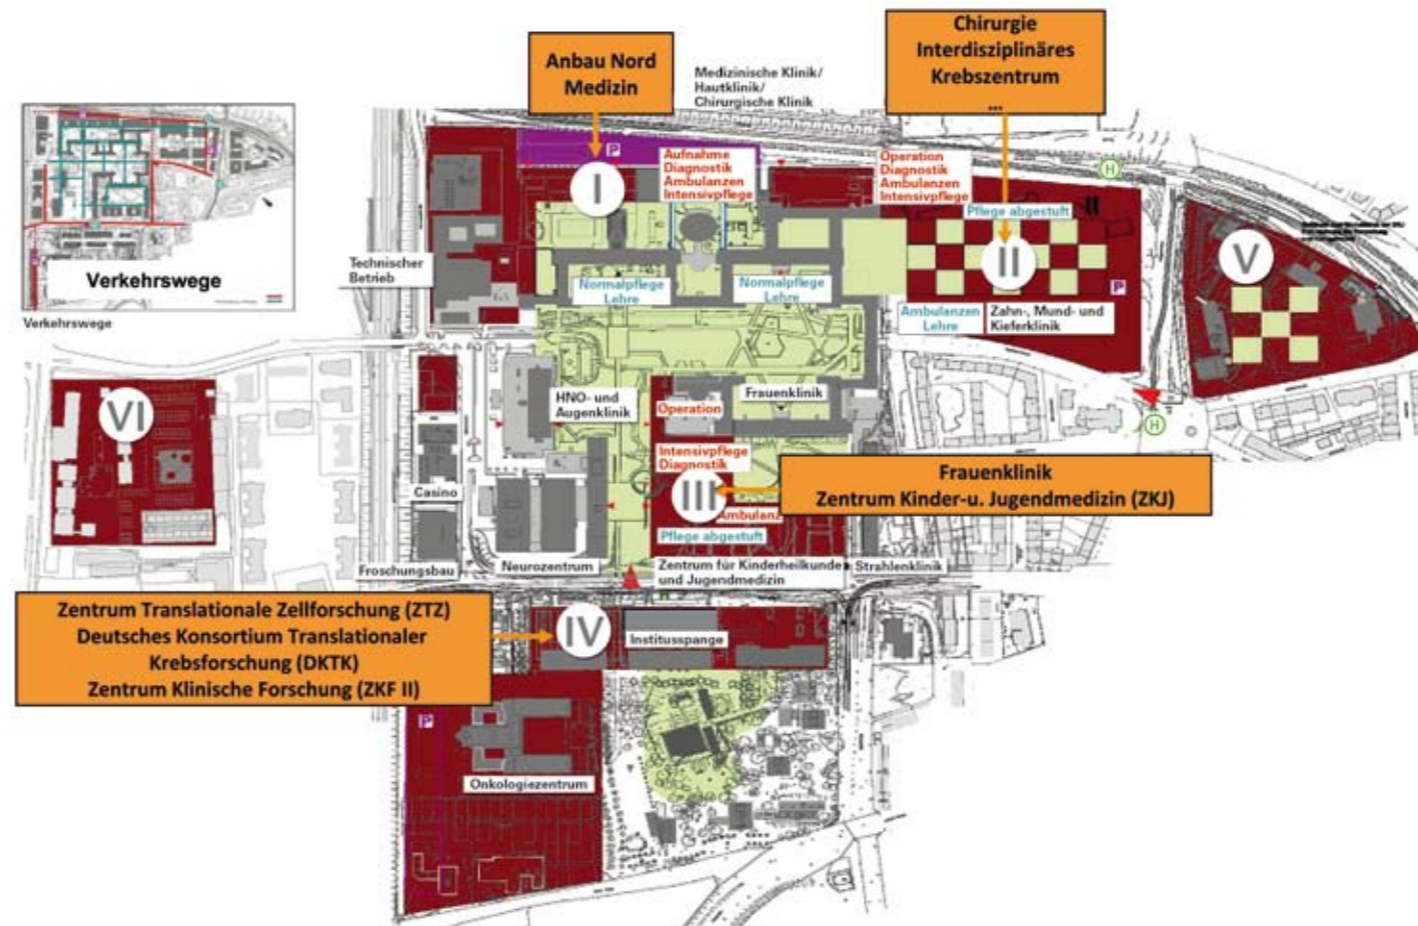 Chirurgie
Interdisziplinäres
Krebszentrum
...
Anbau Nord
Medizin
Medizinische Klinik/
Hautklinik/
Chirurgische Klinik
P
Aufnahme
Diagnostik
Ambulanzen
Intensivpflege
Operation
Diagnostik
Ambulanzen
Intensivpflege
H
I
Pflege abgestuft
II
II
V
Technischer
Betrieb
Normalpflege
Lehre
Normalpflege
Lehre
P
Ambulanzen
Lehre
Zahn-, Mund- und
Kieferklinik
Verkehrswege
Verkehrswege
VI
HNO- und
Augenklinik
Frauenklinik
Operation
H
Intensivpflege
Diagnostik
III
Frauenklinik
Zentrum Kinder-u. Jugendmedizin (ZKJ)
Casino
Ambulanz
Pflege abgestuft
Froschungsbau
Neurozentrum
Zentrum für Kinderheilkunde
und Jugendmedizin
Strahlenklinik
Zentrum Translationale Zellforschung (ZTZ)
Deutsches Konsortium Translationaler
Krebsforschung (DKTK)
Zentrum Klinische Forschung (ZKF II)
IV
Institusspange
P
Onkologiezentrum